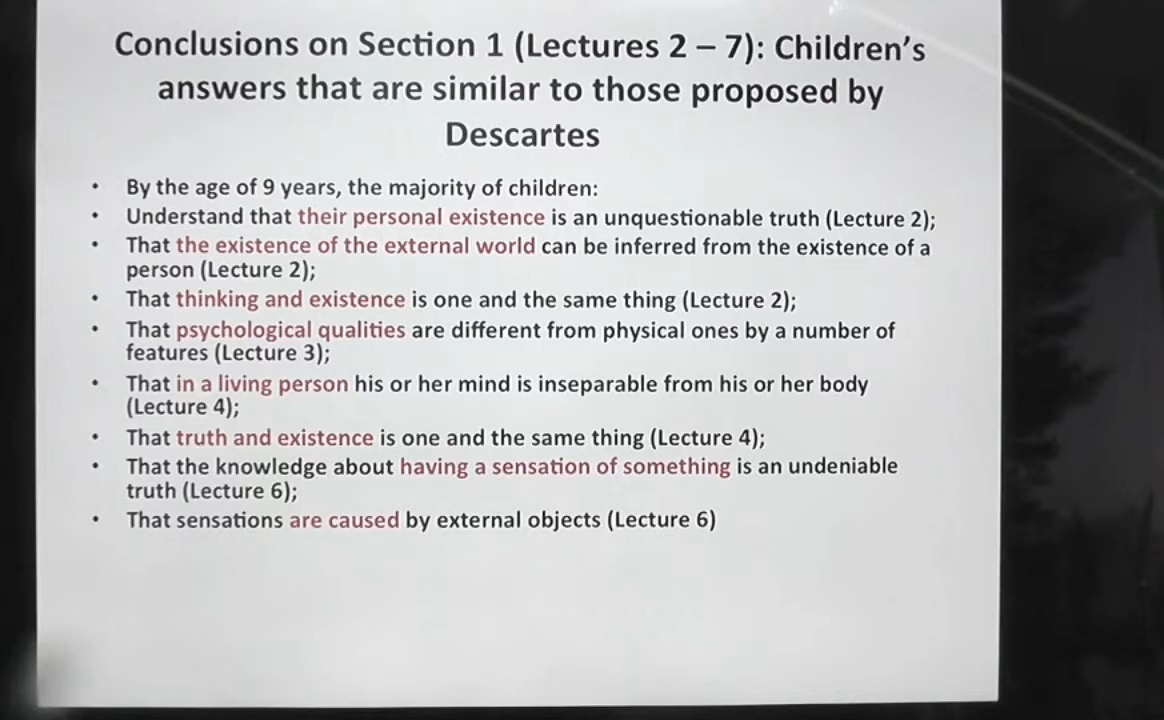 Conclusions on Section 1 (Lectures 2 – 7): Children's
answers that are similar to those proposed by
Descartes
• By the age of 9 years, the majority of children:
• Understand that their personal existence is an unquestionable truth (Lecture 2);
• That the existence of the external world can be inferred from the existence of a
person (Lecture 2);
• That thinking and existence is one and the same thing (Lecture 2);
• That psychological qualities are different from physical ones by a number of
features (Lecture 3);
• That in a living person his or her mind is inseparable from his or her body
(Lecture 4);
• That truth and existence is one and the same thing (Lecture 4);
• That the knowledge about having a sensation of something is an undeniable
truth (Lecture 6);
• That sensations are caused by external objects (Lecture 6)